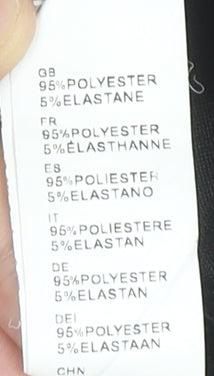 GB
95%POLYESTER
5%ELASTANE
FR
95%POLYESTER
5%ÉLASTHANNE
ES
95%POLIESTER
5%ELASTANO
IT
95%POLIESTERE
5%ELASTAN
DE
95%POLYESTER
5%ELASTAN
DEI
95%POLYESTER
5%ELASTAAN
CHN